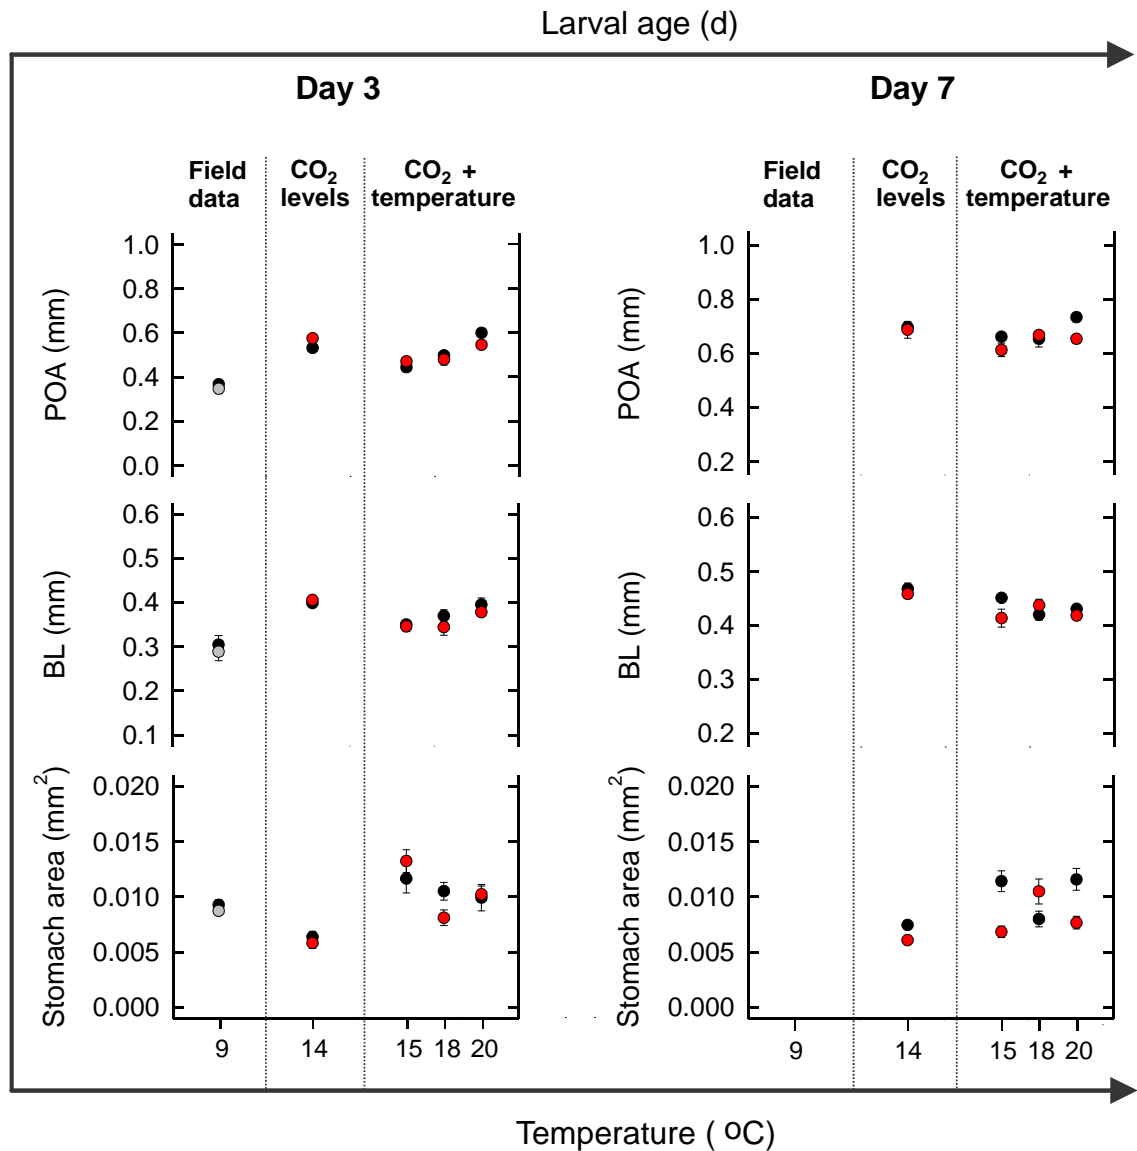 Larval age (d)
Day 3
Day 7
Field
data
CO2
levels
CO2 +
temperature
Field
data
CO2
levels
CO2 +
temperature
POA (mm)
1.0
0.8
0.6
0.4
0.2
0.0
POA (mm)
1.0
0.8
0.6
0.4
0.2
BL (mm)
0.6
0.5
0.4
0.3
0.2
0.1
BL (mm)
0.6
0.5
0.4
0.3
0.2
Stomach area (mm2)
0.020
0.015
0.010
0.005
0.000
Stomach area (mm2)
0.020
0.015
0.010
0.005
0.000
9 14 15 18 20
9 14 15 18 20
Temperature ( oC)